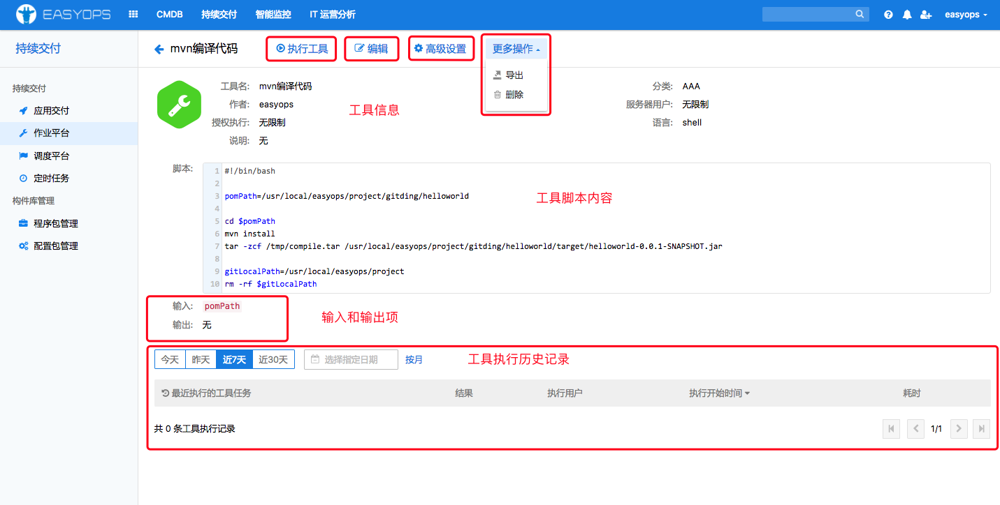 EASYOPS CMDB 持续交付 智能监控 IT 运营分析 easyops
持续交付
mvn编译代码 执行工具 编辑 高级设置 更多操作
导出
删除
持续交付
应用交付
作业平台
调度平台
定时任务
构件库管理
程序包管理
配置包管理
工具名: mvn编译代码 分类: AAA
作者: easyops 服务器用户: 无限制
工具信息
授权执行: 无限制 语言: shell
说明: 无
脚本:
1 #!/bin/bash
2
3 pomPath=/usr/local/easyops/project/gitding/helloworld
工具脚本内容
4
5 cd $pomPath
6 mvn install
7 tar -zcf /tmp/compile.tar /usr/local/easyops/project/gitding/helloworld/target/helloworld-0.0.1-SNAPSHOT.jar
8
9 gitLocalPath=/usr/local/easyops/project
10 rm -rf $gitLocalPath
输入: pomPath
输入和输出项
输出: 无
今天 昨天 近7天 近30天 选择指定日期 按月 工具执行历史记录
最近执行的工具任务 结果 执行用户 执行开始时间 耗时
共 0 条工具执行记录 1/1